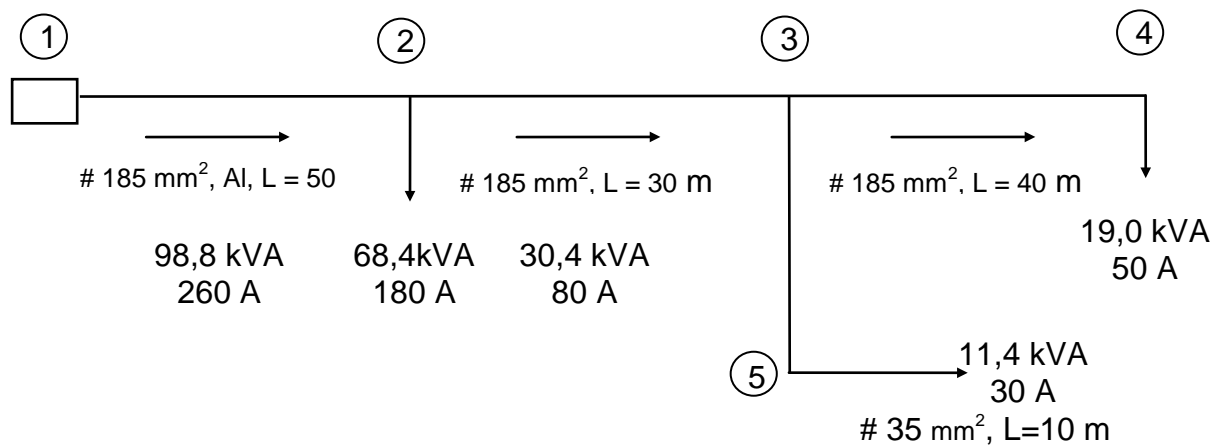 1
2
3
4
# 185 mm², Al, L = 50
# 185 mm², L = 30 m
# 185 mm², L = 40 m
98,8 kVA
260 A
68,4kVA
180 A
30,4 kVA
80 A
19,0 kVA
50 A
5
11,4 kVA
30 A
# 35 mm², L=10 m